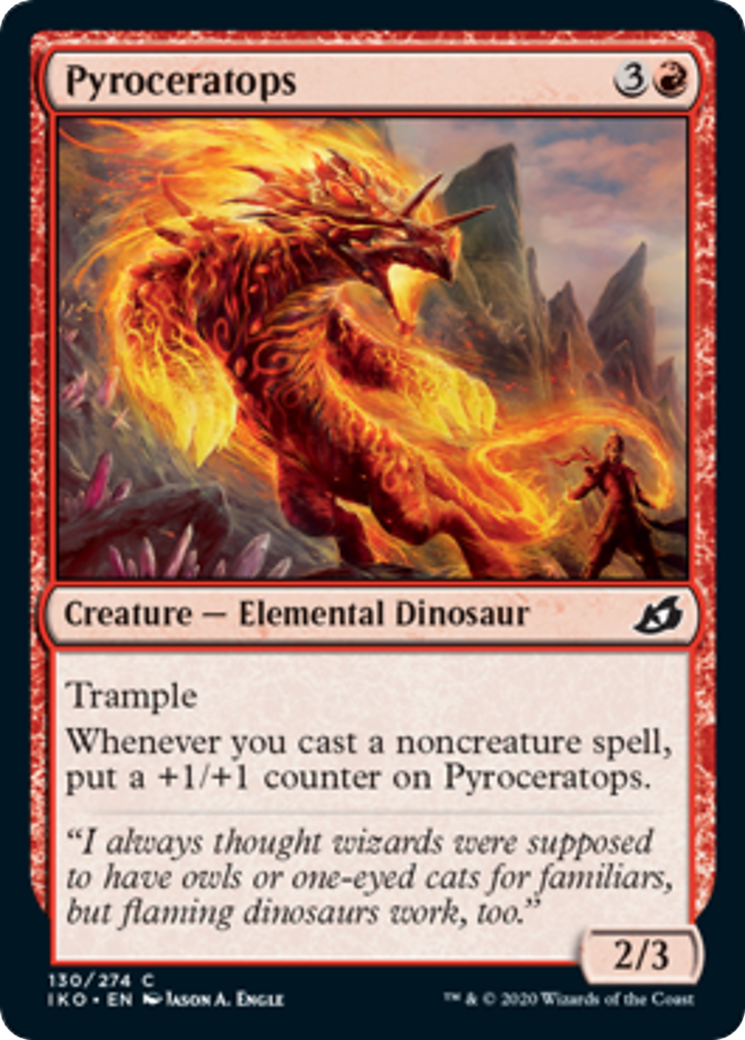 Pyroceratops 3
Creature — Elemental Dinosaur
Trample
Whenever you cast a noncreature spell,
put a +1/+1 counter on Pyroceratops.
“I always thought wizards were supposed
to have owls or one-eyed cats for familiars,
but flaming dinosaurs work, too.”
2/3
130/274 C
IKO • EN Jason A. Engle
™ & © 2020 Wizards of the Coast